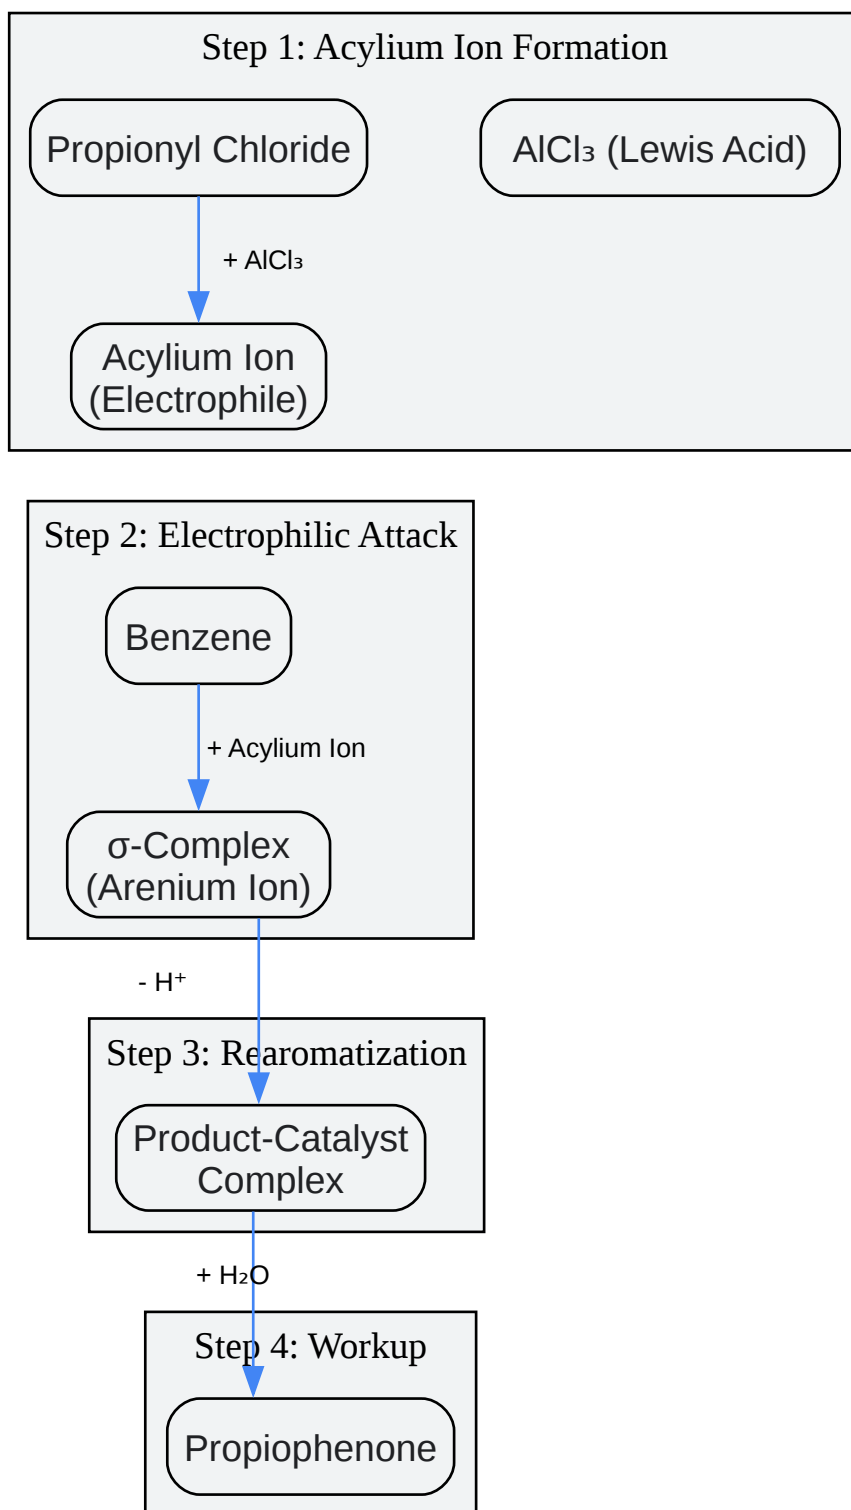 Step 1: Acylium Ion Formation
Propionyl Chloride
AlCl₃ (Lewis Acid)
+ AlCl₃
Acylium Ion
(Electrophile)
Step 2: Electrophilic Attack
Benzene
+ Acylium Ion
σ-Complex
(Arenium Ion)
- H⁺
Step 3: Rearomatization
Product-Catalyst
Complex
+ H₂O
Step 4: Workup
Propiophenone